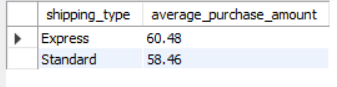 shipping_type average_purchase_amount
Express 60.48
Standard 58.46